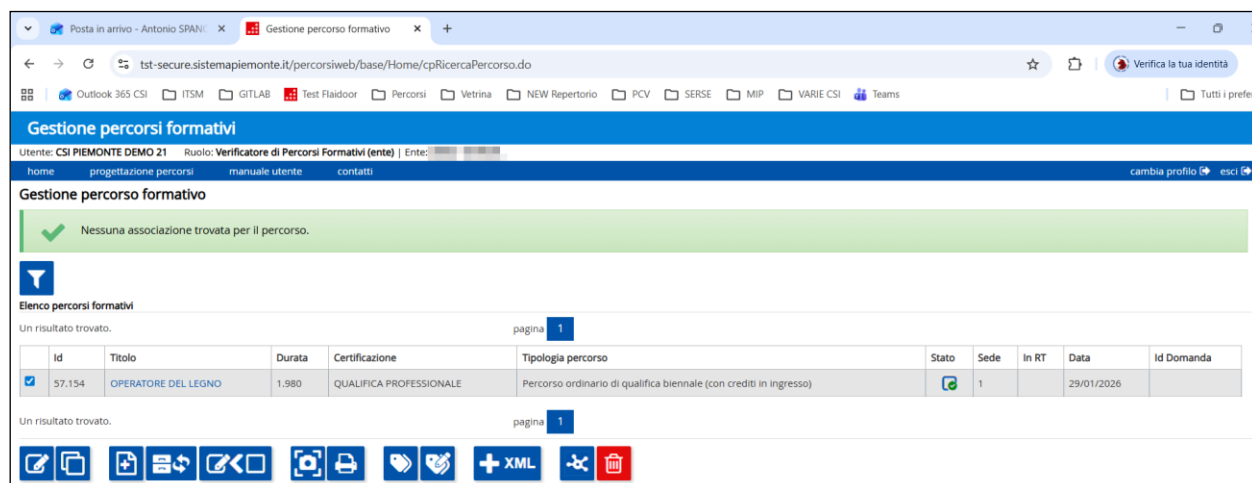 Posta in arrivo - Antonio SPANO
Gestione percorso formativo
tst-secure.sistemapiemonte.it/percorsiweb/base/Home/cpRicercaPercorso.do
Verifica la tua identità
Outlook 365 CSI ITSM GITLAB Test Flaidoor Percorsi Vetrina NEW Repertorio PCV SERSE MIP VARIE CSI Teams Tutti i prefe
Gestione percorsi formativi
Utente: CSI PIEMONTE DEMO 21 Ruolo: Verificatore di Percorsi Formativi (ente) | Ente:
home progettazione percorsi manuale utente contatti cambia profilo esci
Gestione percorso formativo
Nessuna associazione trovata per il percorso.
Elenco percorsi formativi
Un risultato trovato. pagina 1
Id Titolo Durata Certificazione Tipologia percorso Stato Sede In RT Data Id Domanda
57.154 OPERATORE DEL LEGNO 1.980 QUALIFICA PROFESSIONALE Percorso ordinario di qualifica biennale (con crediti in ingresso) 1 29/01/2026
Un risultato trovato. pagina 1
XML